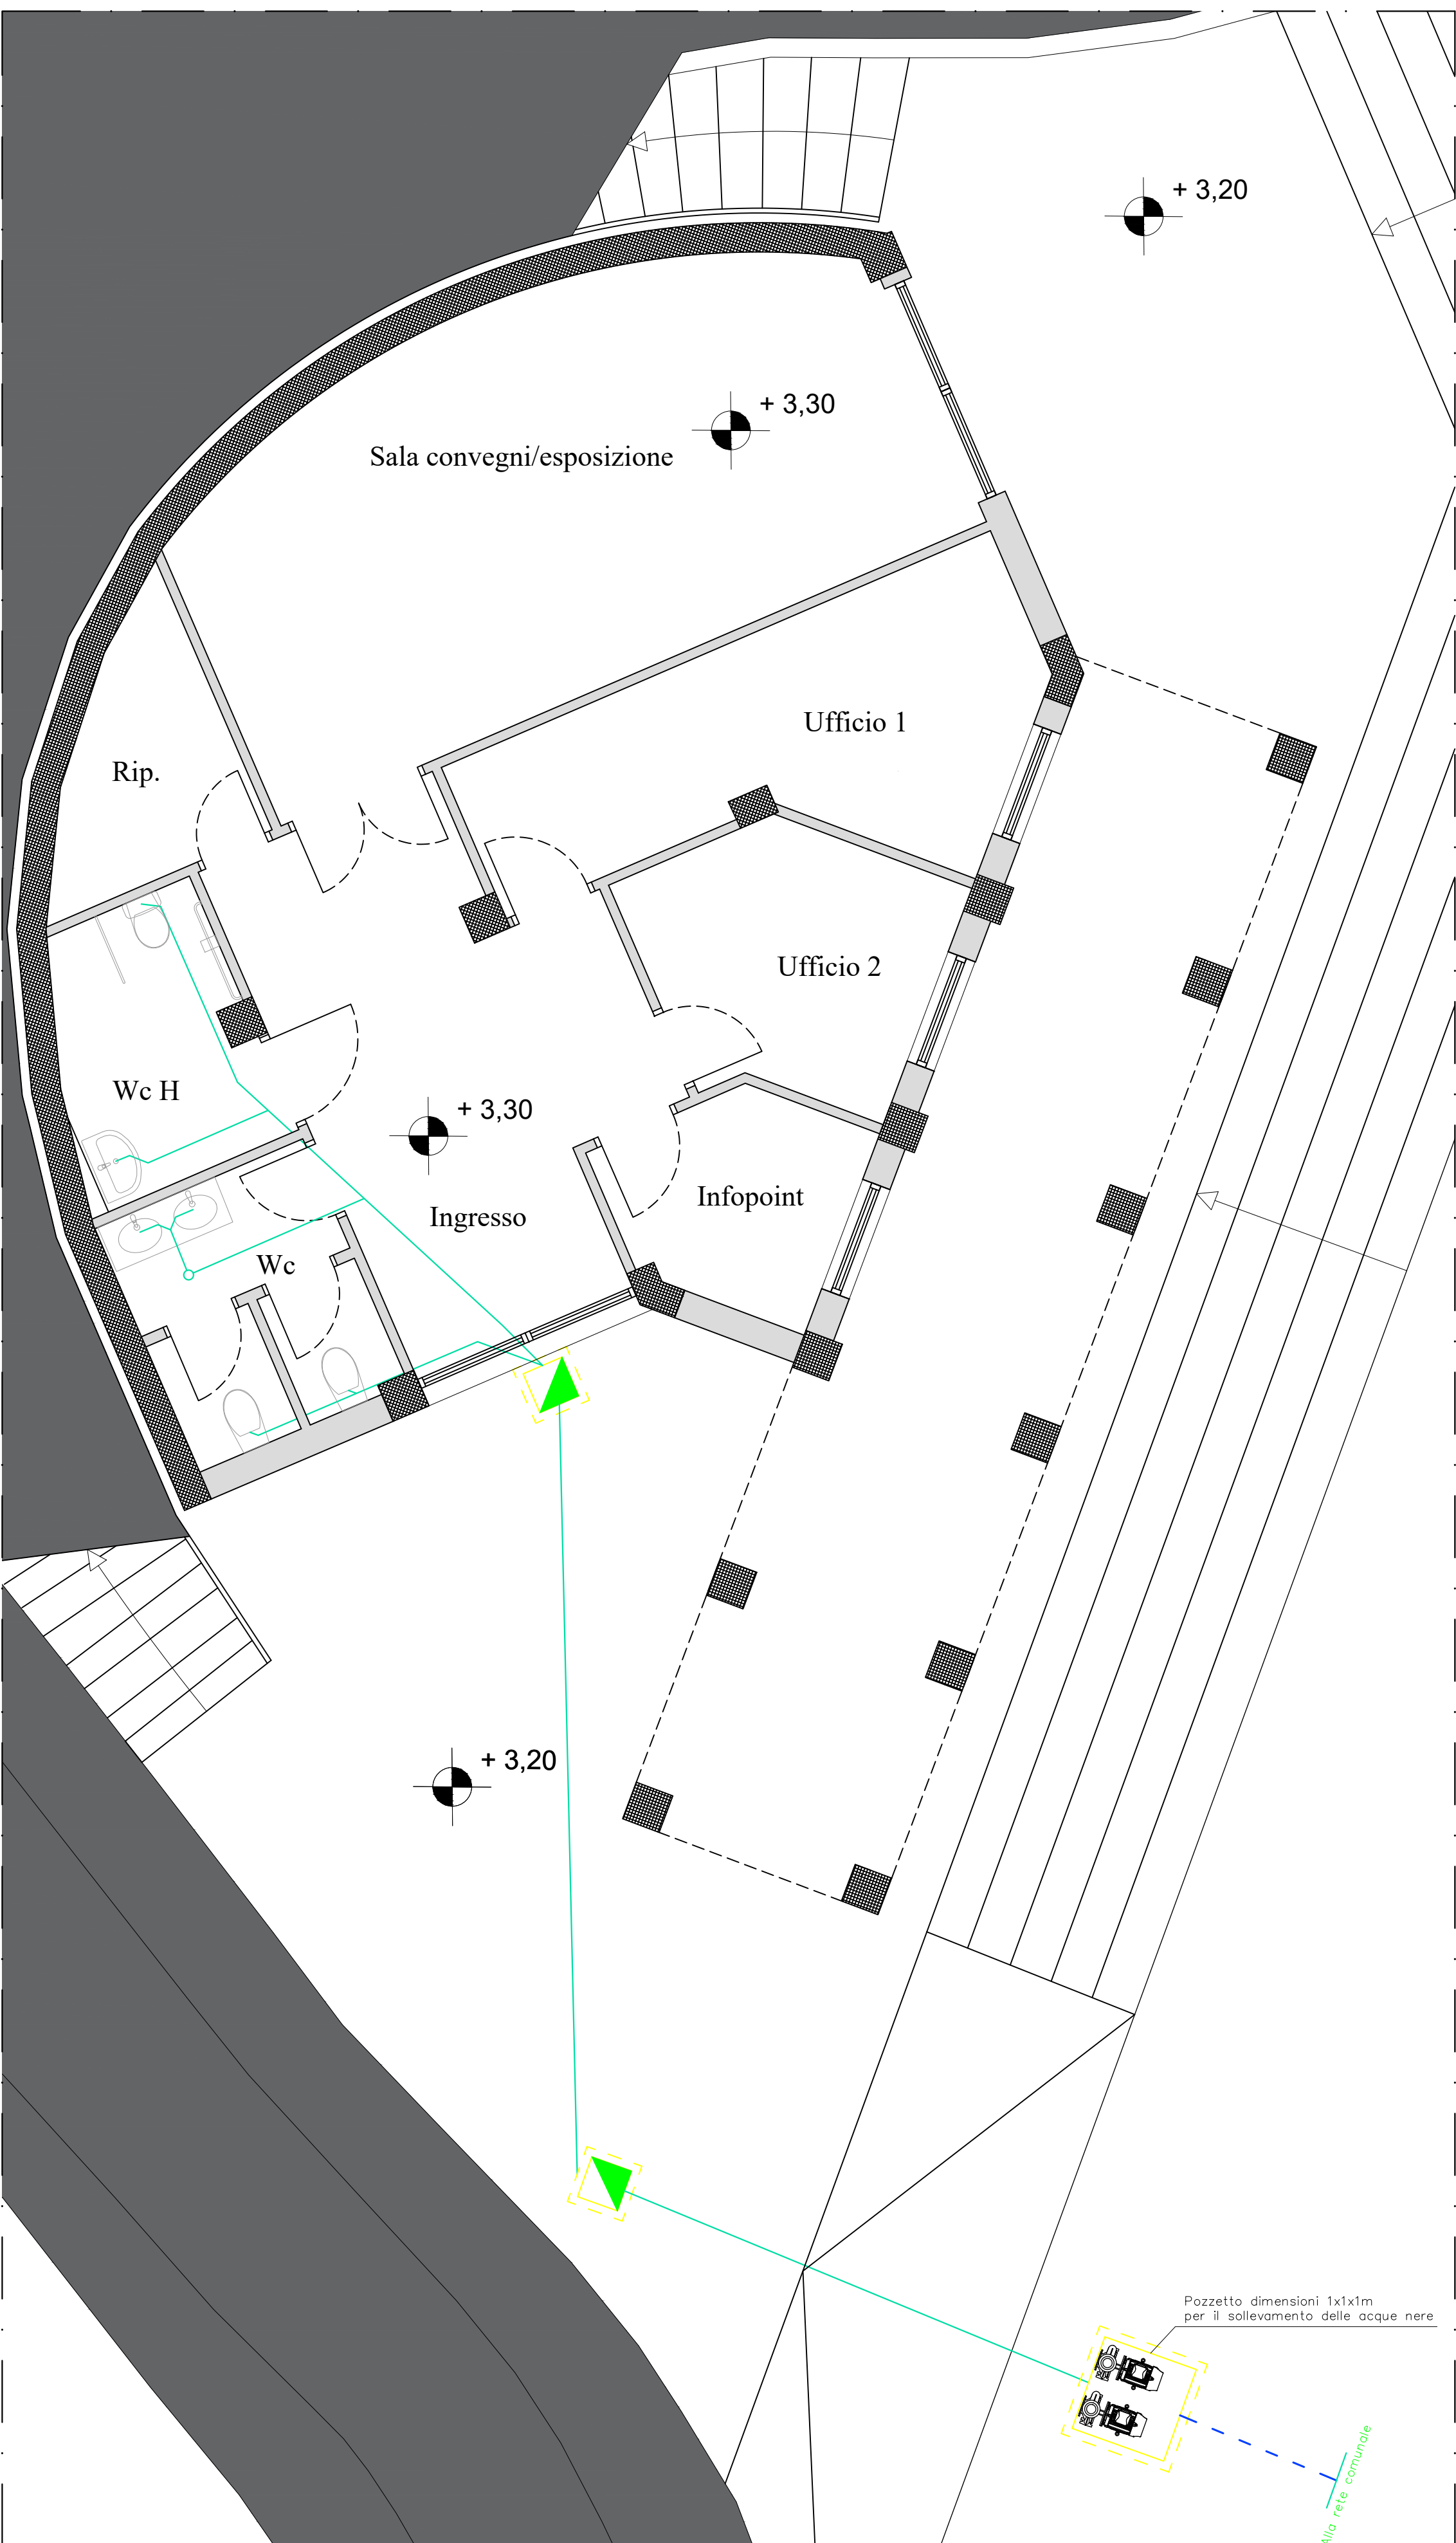 + 3,20
+ 3,30
Sala convegni/esposizione
Ufficio 1
Rip.
Ufficio 2
Wc H
+ 3,30
Infopoint
Ingresso
Wc
+ 3,20
Pozzetto dimensioni 1x1x1m
per il sollevamento delle acque nere
Alla rete comunale